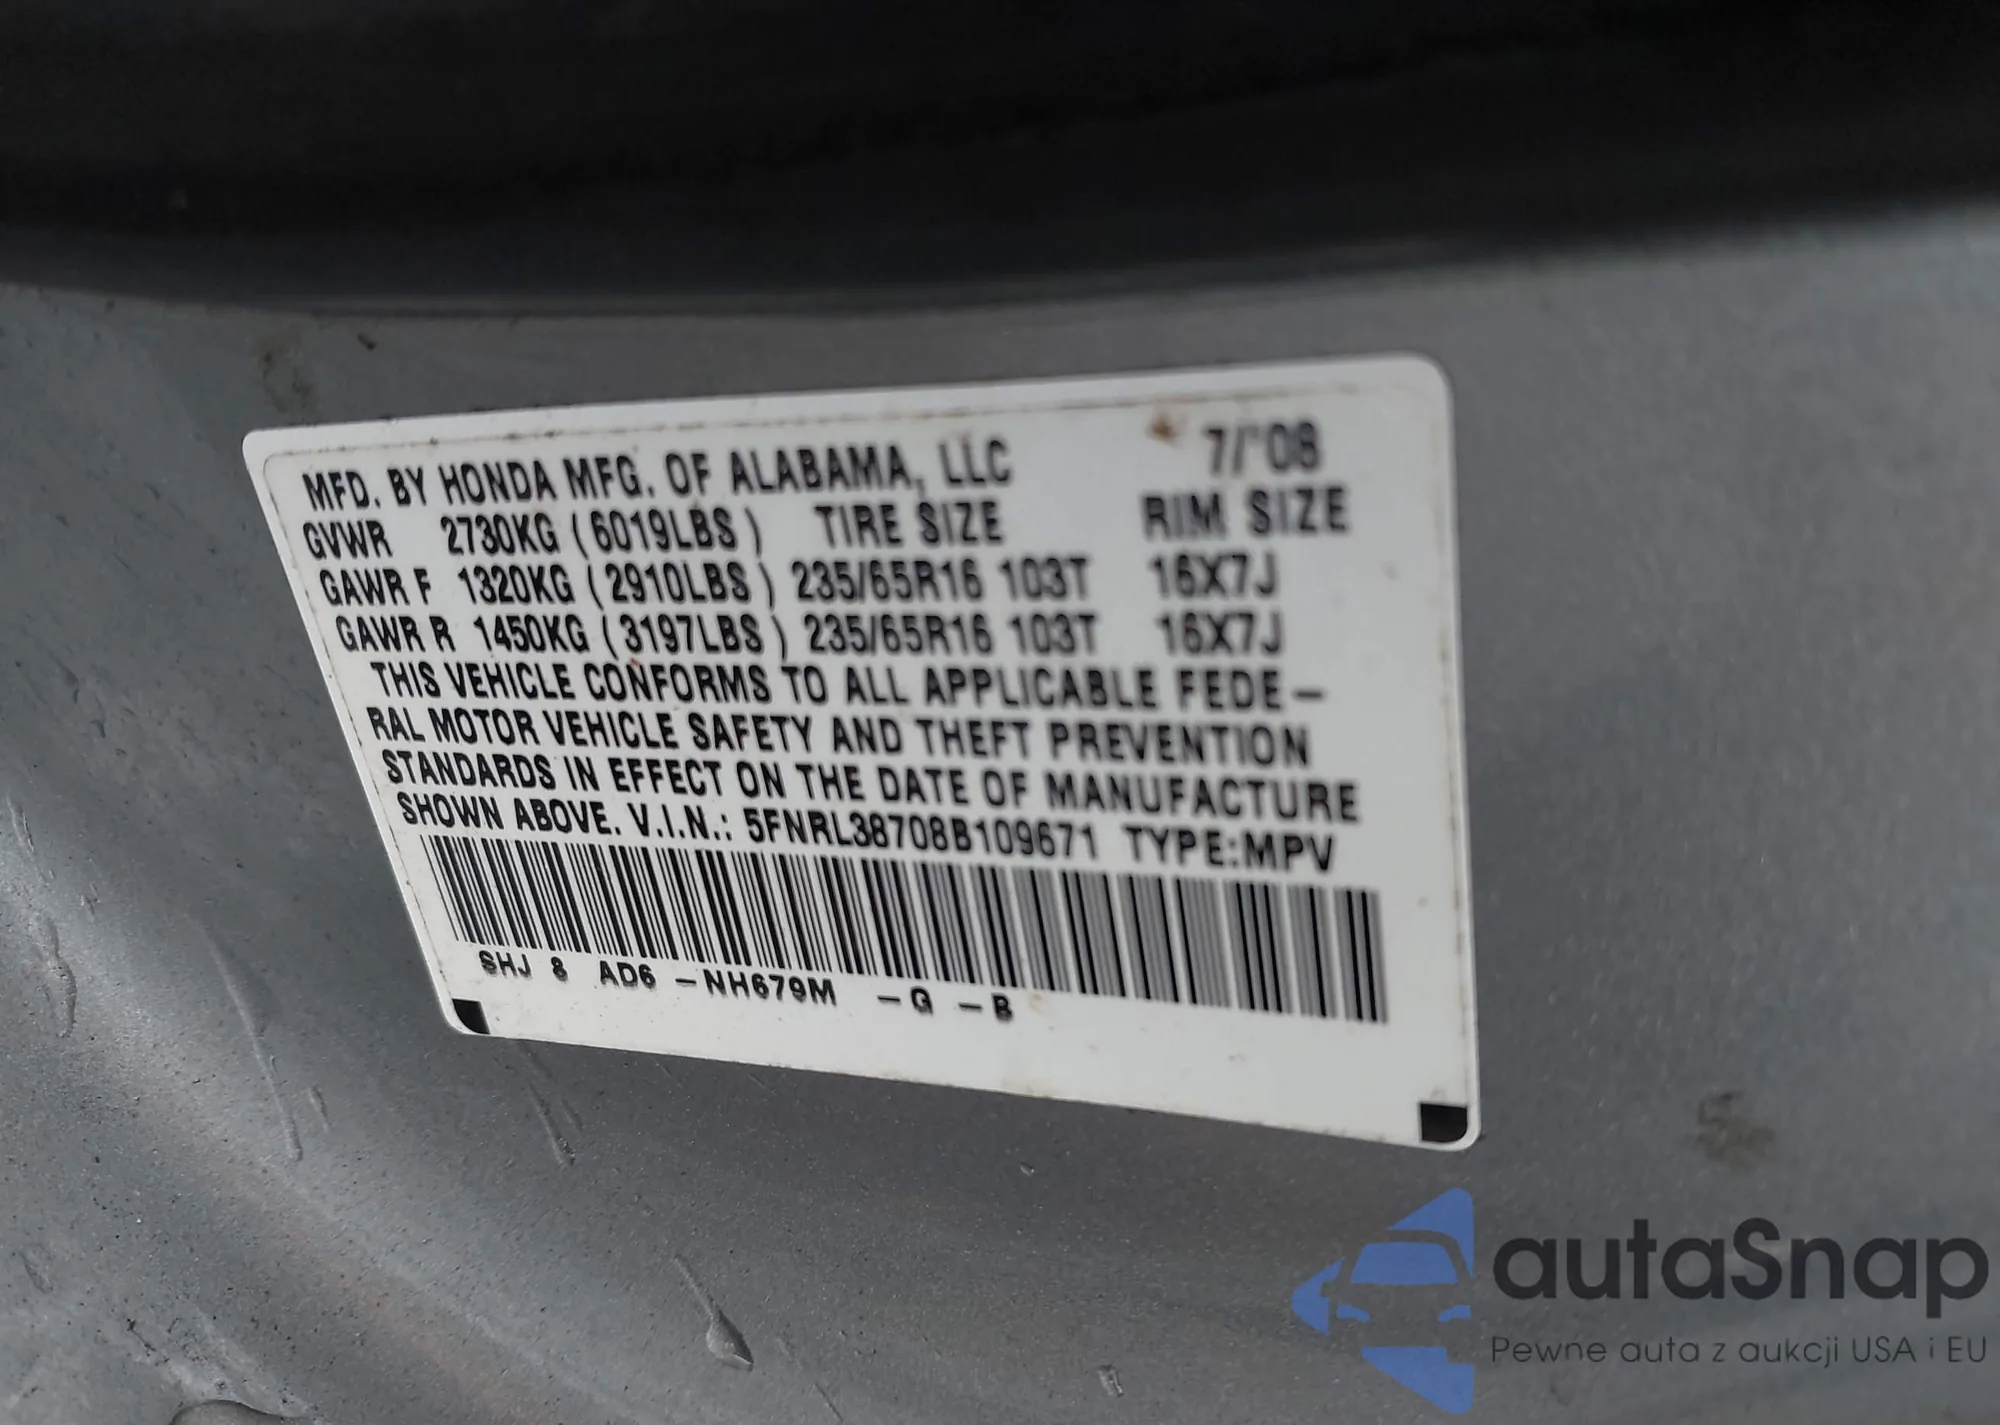 MFD. BY HONDA MFG. OF ALABAMA, LLC 7/'08
GVWR 2730KG (6019LBS) TIRE SIZE RIM SIZE
GAWR F 1320KG (2910LBS) 235/65R16 103T 16X7J
GAWR R 1450KG (3197LBS) 235/65R16 103T 16X7J
THIS VEHICLE CONFORMS TO ALL APPLICABLE FEDE-
RAL MOTOR VEHICLE SAFETY AND THEFT PREVENTION
STANDARDS IN EFFECT ON THE DATE OF MANUFACTURE
SHOWN ABOVE. V.I.N.: 5FNRL38708B109671 TYPE:MPV
SHJ 8 AD6 -NH679M -G -B
autaSnap
Pewne auta z aukcji USA i EU